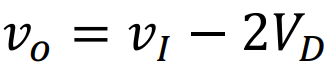 v_o = v_I − 2V_D